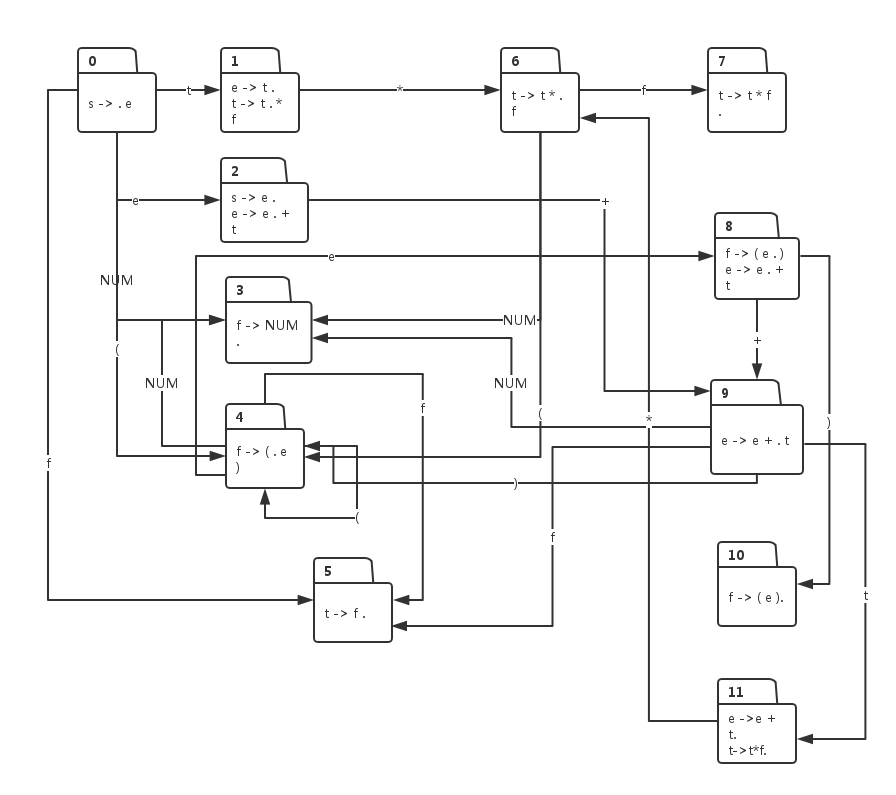 0
s -> . e
t
1
e -> t .
t -> t . *
f
*
6
t -> t * .
f
f
7
t -> t * f
.
e
2
s -> e .
e -> e . +
t
+
8
f -> ( e . )
e -> e . +
t
e
NUM
3
f -> NUM
.
NUM
+
(
NUM
NUM
9
e -> e + . t
4
f -> ( . e
)
f
(
*
)
f
)
(
f
10
f -> ( e ).
5
t -> f .
t
11
e ->e +
t.
t->t*f.